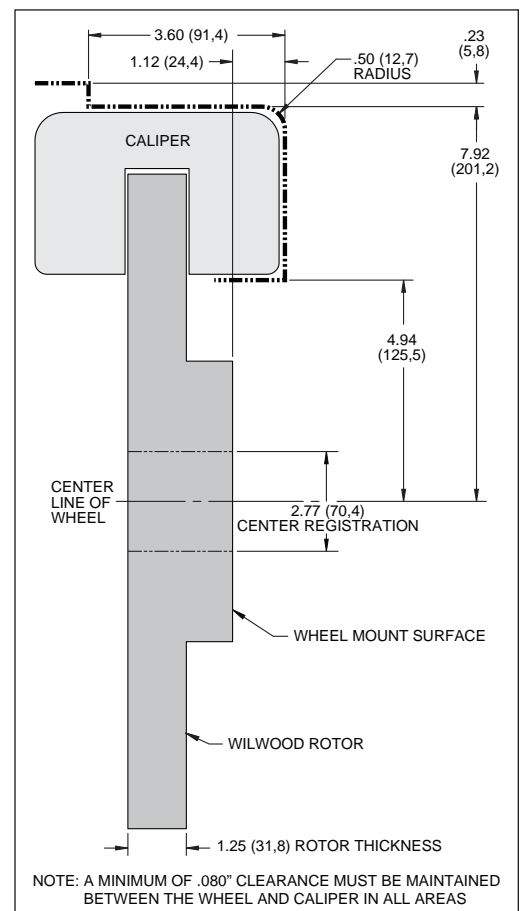 3.60 (91,4)
.23
(5,8)
1.12 (24,4)
.50 (12,7)
RADIUS
CALIPER
7.92
(201,2)
4.94
(125,5)
CENTER
LINE OF
WHEEL
2.77 (70,4)
CENTER REGISTRATION
WHEEL MOUNT SURFACE
WILWOOD ROTOR
1.25 (31,8) ROTOR THICKNESS
NOTE: A MINIMUM OF .080” CLEARANCE MUST BE MAINTAINED
BETWEEN THE WHEEL AND CALIPER IN ALL AREAS